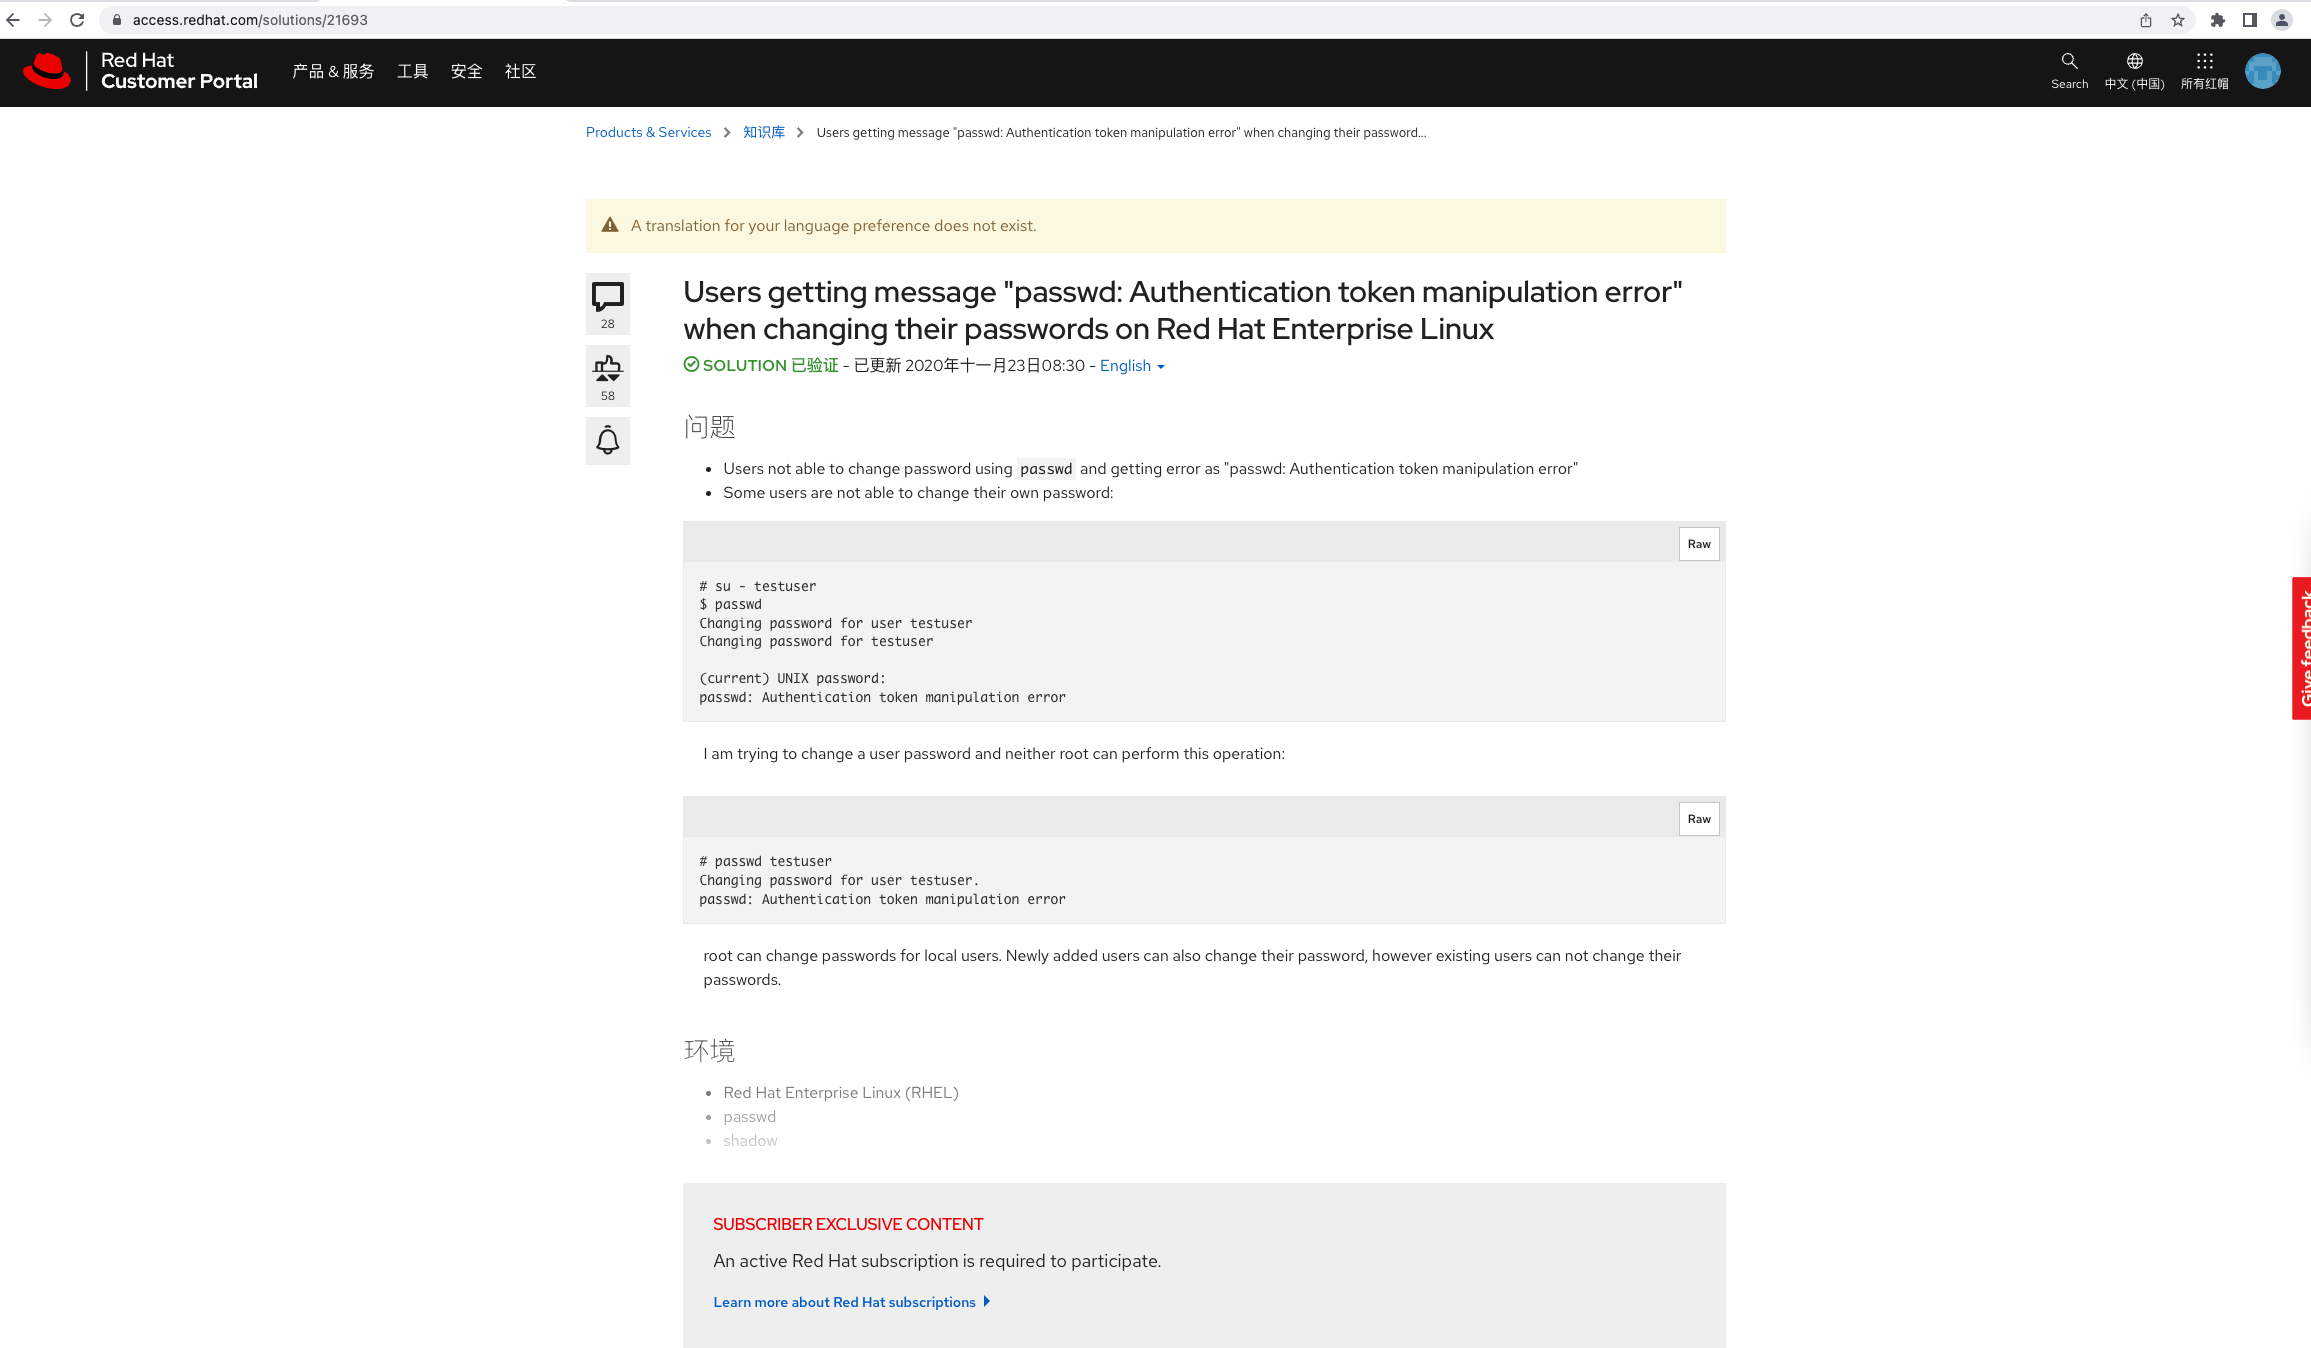 access.redhat.com/solutions/21693
Red Hat
Customer Portal
产品 & 服务 工具 安全 社区
Search 中文 (中国) 所有红帽
Products & Services 知识库 Users getting message "passwd: Authentication token manipulation error" when changing their password...
A translation for your language preference does not exist.
28
58
Users getting message "passwd: Authentication token manipulation error"
when changing their passwords on Red Hat Enterprise Linux
SOLUTION 已验证 - 已更新 2020年十一月23日08:30 - English
问题
Users not able to change password using passwd and getting error as "passwd: Authentication token manipulation error"
Some users are not able to change their own password:
Raw
# su - testuser
$ passwd
Changing password for user testuser
Changing password for testuser
(current) UNIX password:
passwd: Authentication token manipulation error
I am trying to change a user password and neither root can perform this operation:
Raw
# passwd testuser
Changing password for user testuser.
passwd: Authentication token manipulation error
root can change passwords for local users. Newly added users can also change their password, however existing users can not change their
passwords.
环境
Red Hat Enterprise Linux (RHEL)
passwd
shadow
SUBSCRIBER EXCLUSIVE CONTENT
An active Red Hat subscription is required to participate.
Learn more about Red Hat subscriptions
Give feedback